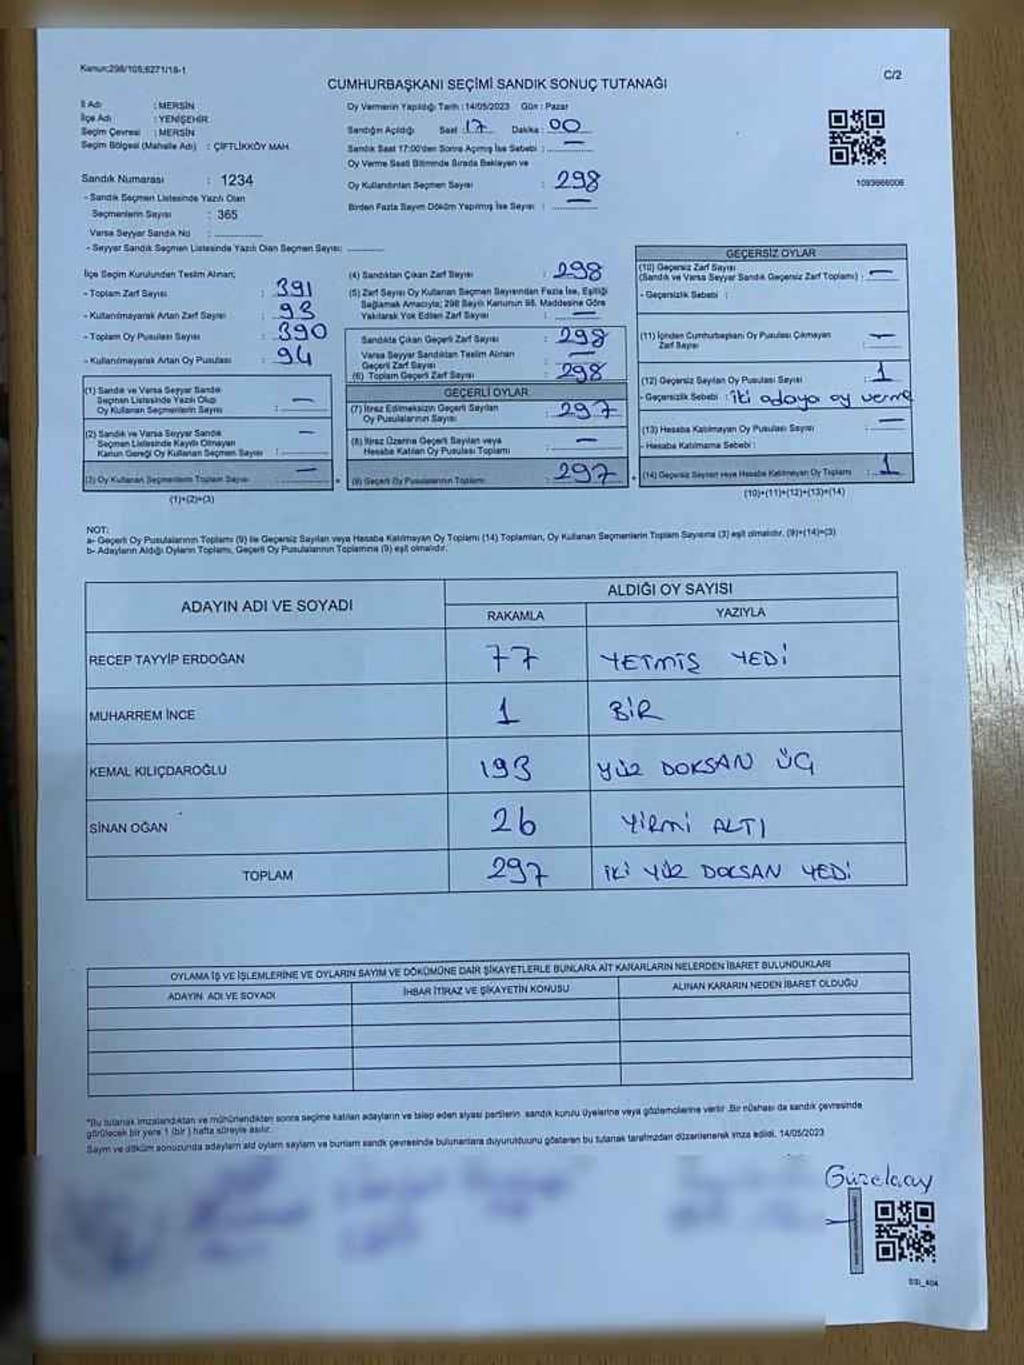 Kanun:298/105;6271/18-1
C/2
CUMHURBAŞKANI SEÇİMİ SANDIK SONUÇ TUTANAĞI
İl Adı : MERSİN
İlçe Adı : YENİŞEHİR
Seçim Çevresi : MERSİN
Seçim Bölgesi (Mahalle Adı) : ÇİFTLİKKÖY MAH.
Sandık Numarası : 1234
- Sandık Seçmen Listesinde Yazılı Olan
Seçmenlerin Sayısı : 365
Varsa Seyyar Sandık No :
- Seyyar Sandık Seçmen Listesinde Yazılı Olan Seçmen Sayısı:
Oy Vermenin Yapıldığı Tarih : 14/05/2023 Gün : Pazar
Sandığın Açıldığı Saat : 17 Dakika : 00
Sandık Saat 17:00'den Sonra Açılmış İse Sebebi : —
Oy Verme Saati Bitiminde Sırada Bekleyen ve
Oy Kullandırılan Seçmen Sayısı : 298
Birden Fazla Sayım Döküm Yapılmış İse Sayısı : —
1093666006
İlçe Seçim Kurulundan Teslim Alınan;
- Toplam Zarf Sayısı : 391
- Kullanılmayarak Artan Zarf Sayısı : 93
- Toplam Oy Pusulası Sayısı : 390
- Kullanılmayarak Artan Oy Pusulası : 94
(1) Sandık ve Varsa Seyyar Sandık
Seçmen Listesinde Yazılı Olup
Oy Kullanan Seçmenlerin Sayısı : —
(2) Sandık ve Varsa Seyyar Sandık
Seçmen Listesinde Kayıtlı Olmayan
Kanun Gereği Oy Kullanan Seçmen Sayısı : —
(3) Oy Kullanan Seçmenlerin Toplam Sayısı : —
(1)+(2)=(3)
(4) Sandıktan Çıkan Zarf Sayısı : 298
(5) Zarf Sayısı Oy Kullanan Seçmen Sayısından Fazla İse, Eşitliği
Sağlamak Amacıyla; 298 Sayılı Kanunun 98. Maddesine Göre
Yakılarak Yok Edilen Zarf Sayısı : —
Sandıkta Çıkan Geçerli Zarf Sayısı : 298
Varsa Seyyar Sandıktan Teslim Alınan
Geçerli Zarf Sayısı : —
(6) Toplam Geçerli Zarf Sayısı : 298
GEÇERLİ OYLAR
(7) İtiraz Edilmeksizin Geçerli Sayılan
Oy Pusulalarının Sayısı : 297
(8) İtiraz Üzerine Geçerli Sayılan veya
Hesaba Katılan Oy Pusulası Toplamı : —
(9) Geçerli Oy Pusulalarının Toplamı : 297
GEÇERSİZ OYLAR
(10) Geçersiz Zarf Sayısı
(Sandık ve Varsa Seyyar Sandık Geçersiz Zarf Toplamı) : —
- Geçersizlik Sebebi :
(11) İçinden Cumhurbaşkanı Oy Pusulası Çıkmayan
Zarf Sayısı : —
(12) Geçersiz Sayılan Oy Pusulası Sayısı : 1
- Geçersizlik Sebebi : iki adaya oy verme
(13) Hesaba Katılmayan Oy Pusulası Sayısı : —
- Hesaba Katılmama Sebebi :
(14) Geçersiz Sayılan veya Hesaba Katılmayan Oy Toplamı : 1
(10)+(11)+(12)+(13)=(14)
NOT:
a- Geçerli Oy Pusulalarının Toplamı (9) ile Geçersiz Sayılan veya Hesaba Katılmayan Oy Toplamı (14) Toplamları, Oy Kullanan Seçmenlerin Toplam Sayısına (3) eşit olmalıdır. (9)+(14)=(3)
b- Adayların Aldığı Oyların Toplamı, Geçerli Oy Pusulalarının Toplamına (9) eşit olmalıdır.
ADAYIN ADI VE SOYADI
ALDIĞI OY SAYISI
RAKAMLA YAZIYLA
RECEP TAYYİP ERDOĞAN 77 YETMİŞ YEDİ
MUHARREM İNCE 1 BİR
KEMAL KILIÇDAROĞLU 193 YÜZ DOKSAN ÜÇ
SİNAN OĞAN 26 YİRMİ ALTI
TOPLAM 297 İKİ YÜZ DOKSAN YEDİ
OYLAMA İŞ VE İŞLEMLERİNE VE OYLARIN SAYIM VE DÖKÜMÜNE DAİR ŞİKAYETLERLE BUNLARA AİT KARARLARIN NELERDEN İBARET BULUNDUKLARI
ADAYIN ADI VE SOYADI İHBAR İTİRAZ VE ŞİKAYETİN KONUSU ALINAN KARARIN NEDEN İBARET OLDUĞU
*Bu tutanak imzalandıktan ve mühürlendikten sonra seçime katılan adayların ve talep eden siyasi partilerin sandık kurulu üyelerine veya gözlemcilerine verilir. Bir nüshası da sandık çevresinde
görülecek bir yere 1 (bir) hafta süreyle asılır.
Sayım ve döküm sonucunda adayların aldığı oyların sayıları ve bunların sandık çevresinde bulunanlara duyurulduğunu gösteren bu tutanak tarafımızdan düzenlenerek imza edildi. 14/05/2023
Güzelçay
SSI_404